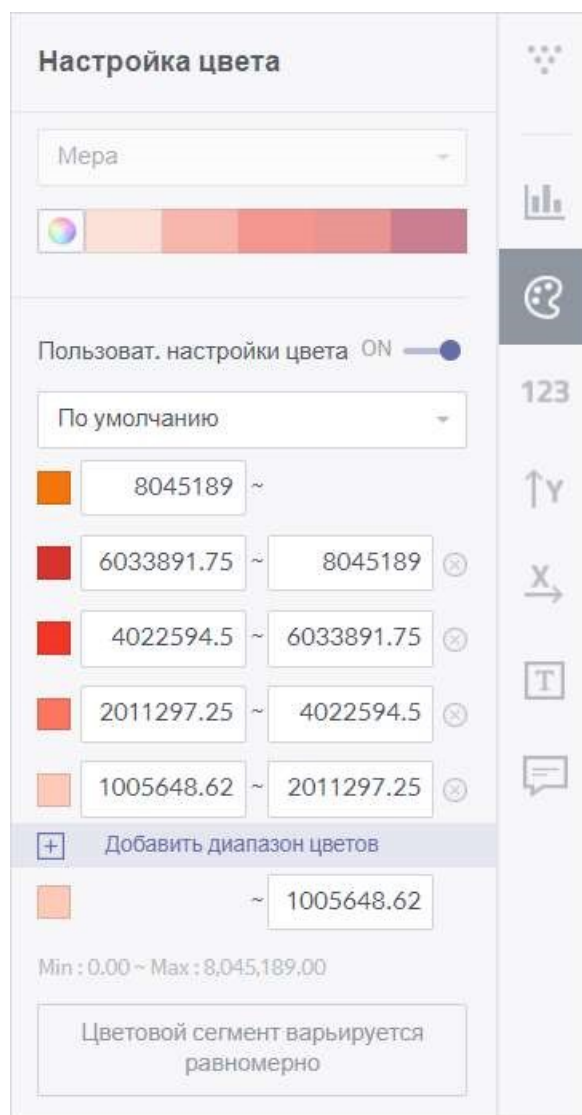 Настройка цвета
Мера
Пользоват. настройки цвета ON
По умолчанию
8045189 ~
6033891.75 ~ 8045189
4022594.5 ~ 6033891.75
2011297.25 ~ 4022594.5
1005648.62 ~ 2011297.25
Добавить диапазон цветов
~ 1005648.62
Min : 0.00 ~ Max : 8,045,189.00
Цветовой сегмент варьируется
равномерно
123
Y
X
T